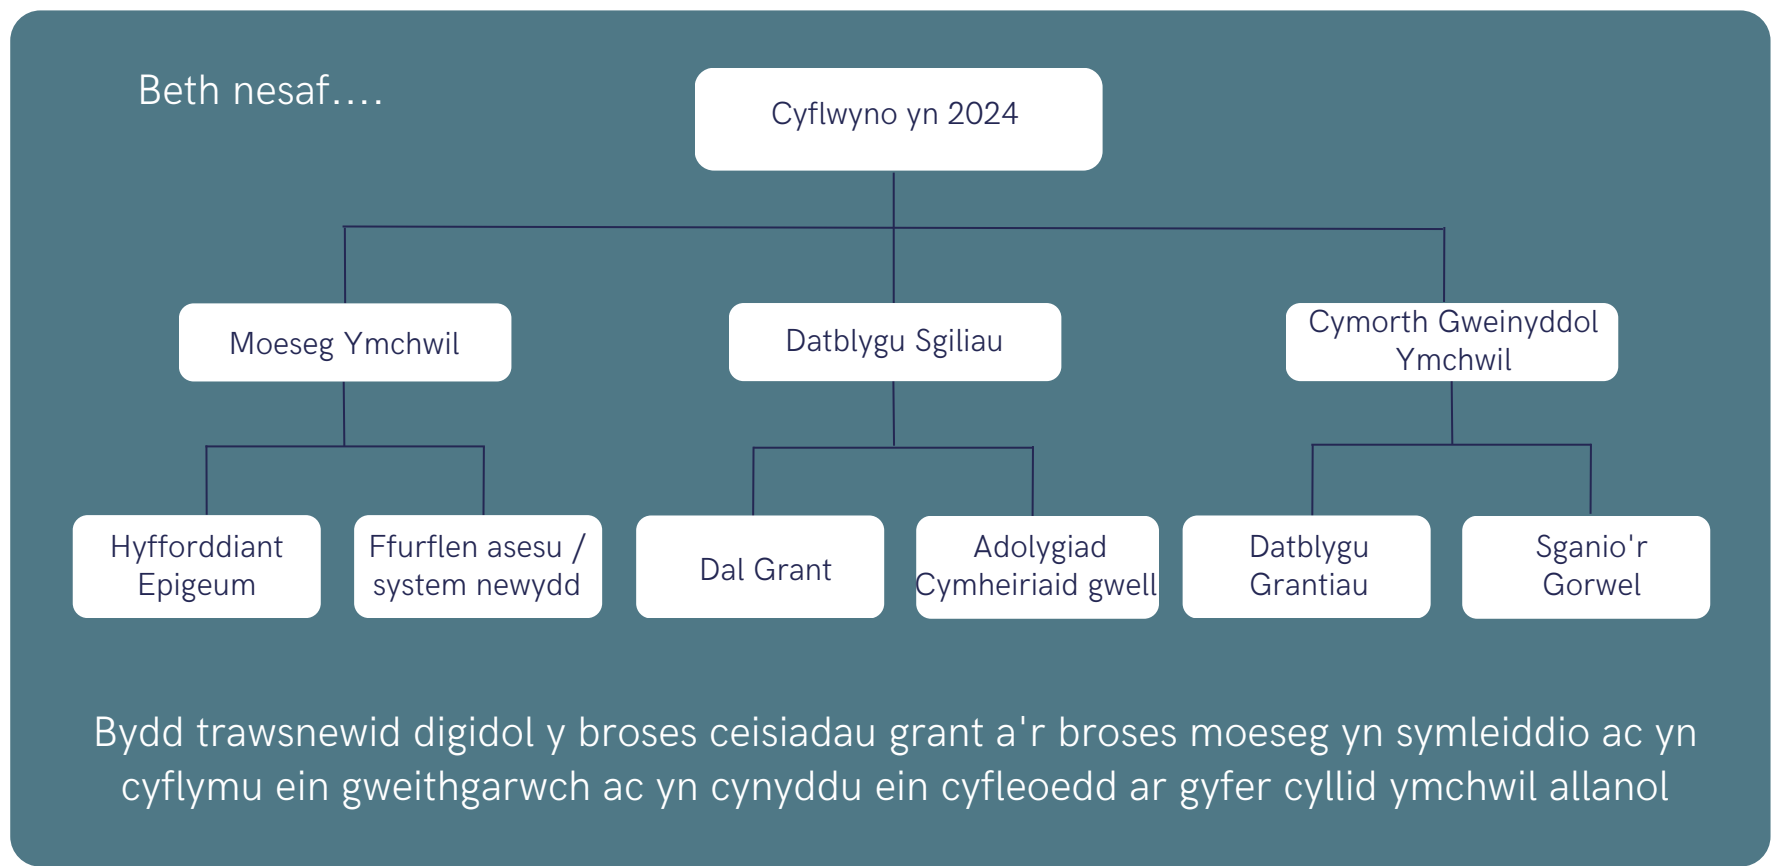 Beth nesaf....
Cyflwyno yn 2024
Moeseg Ymchwil
Datblygu Sgiliau
Cymorth Gweinyddol
Ymchwil
Hyfforddiant
Epigeum
Ffurflen asesu /
system newydd
Dal Grant
Adolygiad
Cymheiriaid gwell
Datblygu
Grantiau
Sganio'r
Gorwel
Bydd trawsnewid digidol y broses ceisiadau grant a'r broses moeseg yn symleiddio ac yn
cyflymu ein gweithgarwch ac yn cynyddu ein cyfleoedd ar gyfer cyllid ymchwil allanol